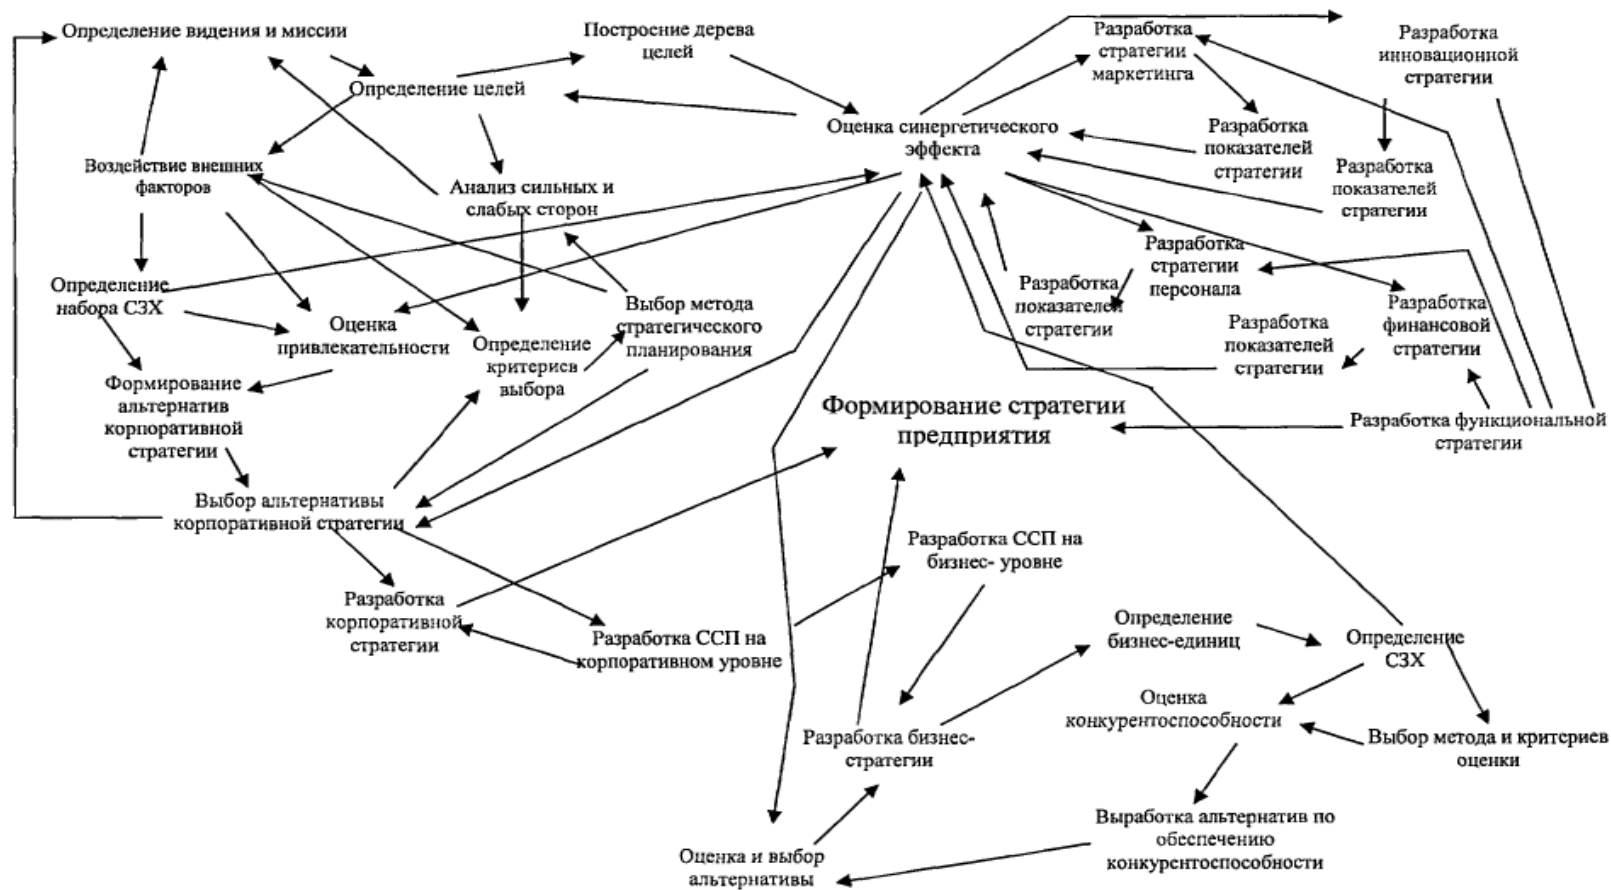 Определение видения и миссии
Построение дерева
целей
Разработка
стратегии
маркетинга
Разработка
инновационной
стратегии
Определение целей
Оценка синергетического
эффекта
Разработка
показателей
стратегии
Разработка
показателей
стратегии
Воздействие внешних
факторов
Анализ сильных и
слабых сторон
Разработка
стратегии
персонала
Определение
набора СЗХ
Разработка
показателей
стратегии
Выбор метода
стратегического
планирования
Разработка
финансовой
стратегии
Оценка
привлекательности
Определение
критериев
выбора
Разработка
показателей
стратегии
Формирование
альтернатив
корпоративной
стратегии
Формирование стратегии
предприятия
Разработка функциональной
стратегии
Выбор альтернативы
корпоративной стратегии
Разработка ССП на
бизнес- уровне
Разработка
корпоративной
стратегии
Разработка ССП на
корпоративном уровне
Определение
бизнес-единиц
Определение
СЗХ
Оценка
конкурентоспособности
Разработка бизнес-
стратегии
Выбор метода и критериев
оценки
Выработка альтернатив по
обеспечению
конкурентоспособности
Оценка и выбор
альтернативы